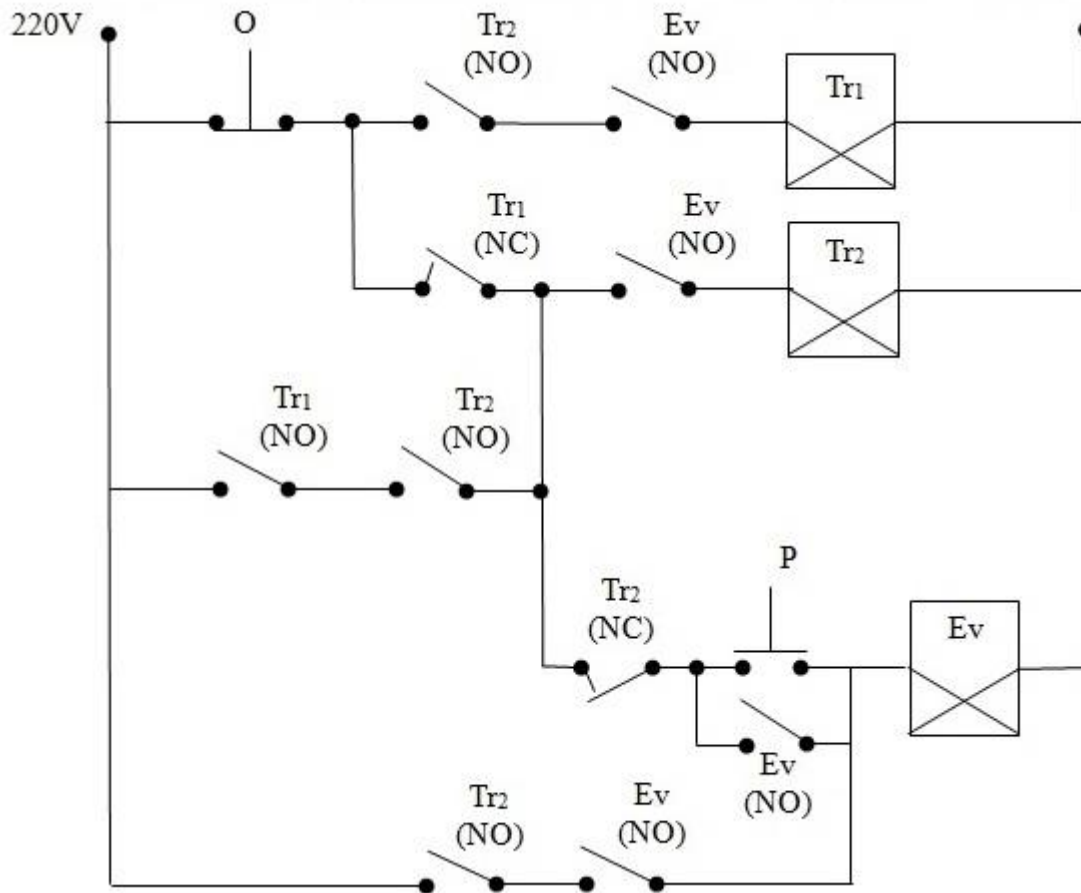 220V
O
Tr2
(NO)
Ev
(NO)
Tr1
Tr1
(NC)
Ev
(NO)
Tr2
Tr1
(NO)
Tr2
(NO)
P
Tr2
(NC)
Ev
Ev
(NO)
Tr2
(NO)
Ev
(NO)